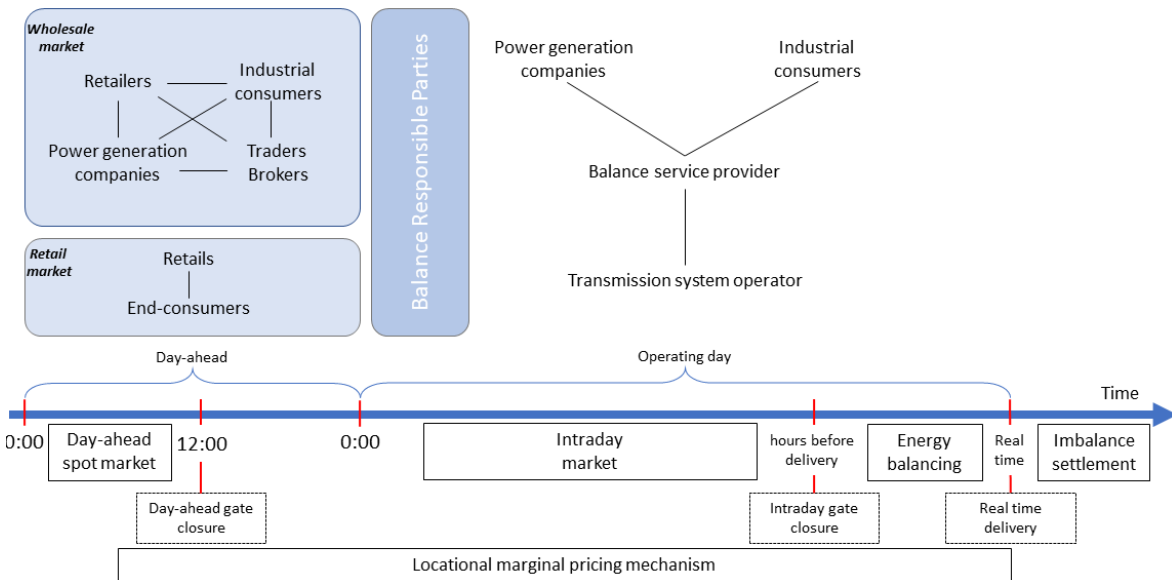 Wholesale
market
Retailers
Industrial
consumers
Power generation
companies
Traders
Brokers
Retail
market
Retails
End-consumers
Balance Responsible Parties
Power generation
companies
Industrial
consumers
Balance service provider
Transmission system operator
Day-ahead
Operating day
Time
0:00
Day-ahead
spot market
12:00
0:00
Intraday
market
hours before
delivery
Energy
balancing
Real
time
Imbalance
settlement
Day-ahead gate
closure
Intraday gate
closure
Real time
delivery
Locational marginal pricing mechanism